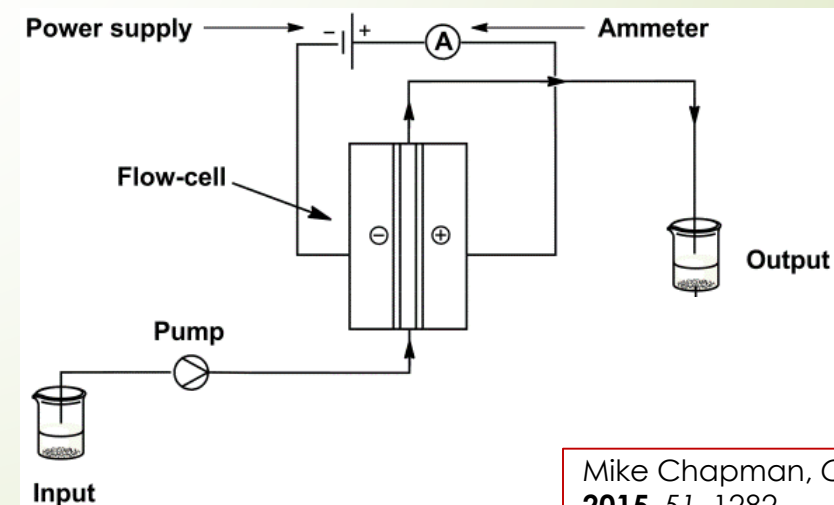 Power supply
− +
A
Ammeter
Flow-cell
− +
Output
Pump
Input
Mike Chapman,
2015, 51, 1282